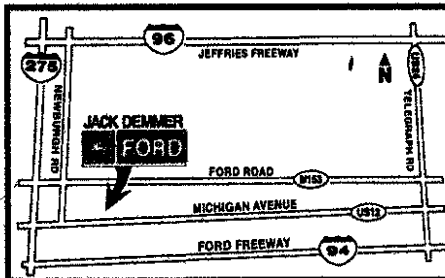 96
JEFFRIES FREEWAY
275
NEWBURGH RD
N
US24
TELEGRAPH RD
JACK DEMMER
FORD
FORD ROAD
M153
MICHIGAN AVENUE
US12
FORD FREEWAY
94